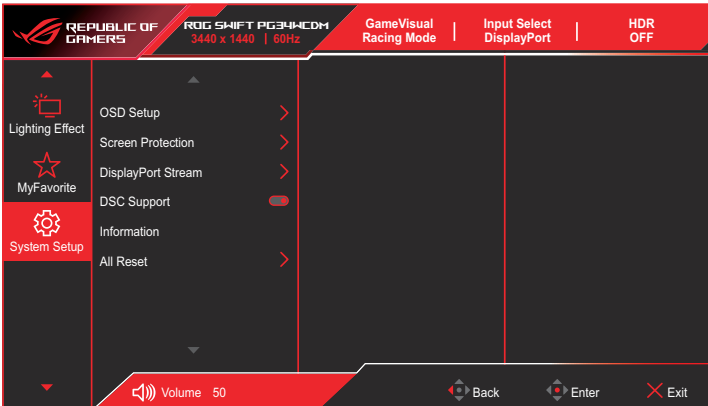 REPUBLIC OF
GAMERS
ROG SWIFT PG34WCDM
3440 x 1440 | 60Hz
GameVisual
Racing Mode
Input Select
DisplayPort
HDR
OFF
Lighting Effect
MyFavorite
System Setup
OSD Setup
Screen Protection
DisplayPort Stream
DSC Support
Information
All Reset
Volume 50
Back
Enter
Exit